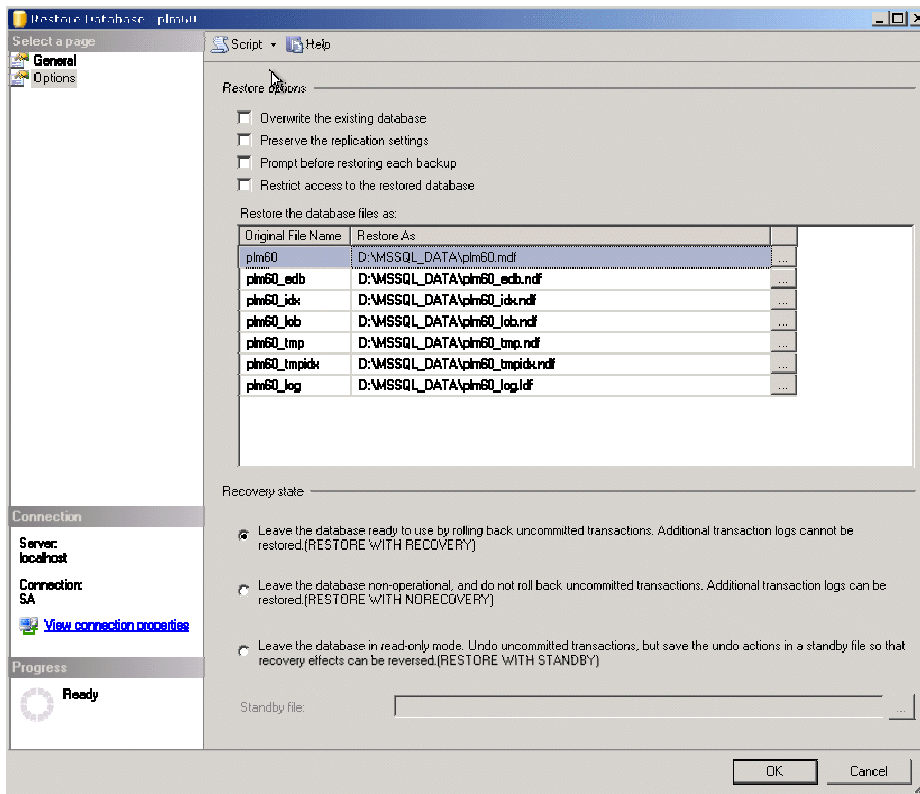 Restore Database - plm60
Select a page
General
Options
Script
Help
Restore options
Overwrite the existing database
Preserve the replication settings
Prompt before restoring each backup
Restrict access to the restored database
Restore the database files as:
Original File Name Restore As
plm60 D:\MSSQL_DATA\plm60.mdf ...
plm60_edb D:\MSSQL_DATA\plm60_edb.ndf ...
plm60_idx D:\MSSQL_DATA\plm60_idx.ndf ...
plm60_lob D:\MSSQL_DATA\plm60_lob.ndf ...
plm60_tmp D:\MSSQL_DATA\plm60_tmp.ndf ...
plm60_tmpidx D:\MSSQL_DATA\plm60_tmpidx.ndf ...
plm60_log D:\MSSQL_DATA\plm60_log.ldf ...
Recovery state
Leave the database ready to use by rolling back uncommitted transactions. Additional transaction logs cannot be
restored.(RESTORE WITH RECOVERY)
Leave the database non-operational, and do not roll back uncommitted transactions. Additional transaction logs can be
restored.(RESTORE WITH NORECOVERY)
Leave the database in read-only mode. Undo uncommitted transactions, but save the undo actions in a standby file so that
recovery effects can be reversed.(RESTORE WITH STANDBY)
Standby file: ...
Connection
Server:
localhost
Connection:
SA
View connection properties
Progress
Ready
OK
Cancel